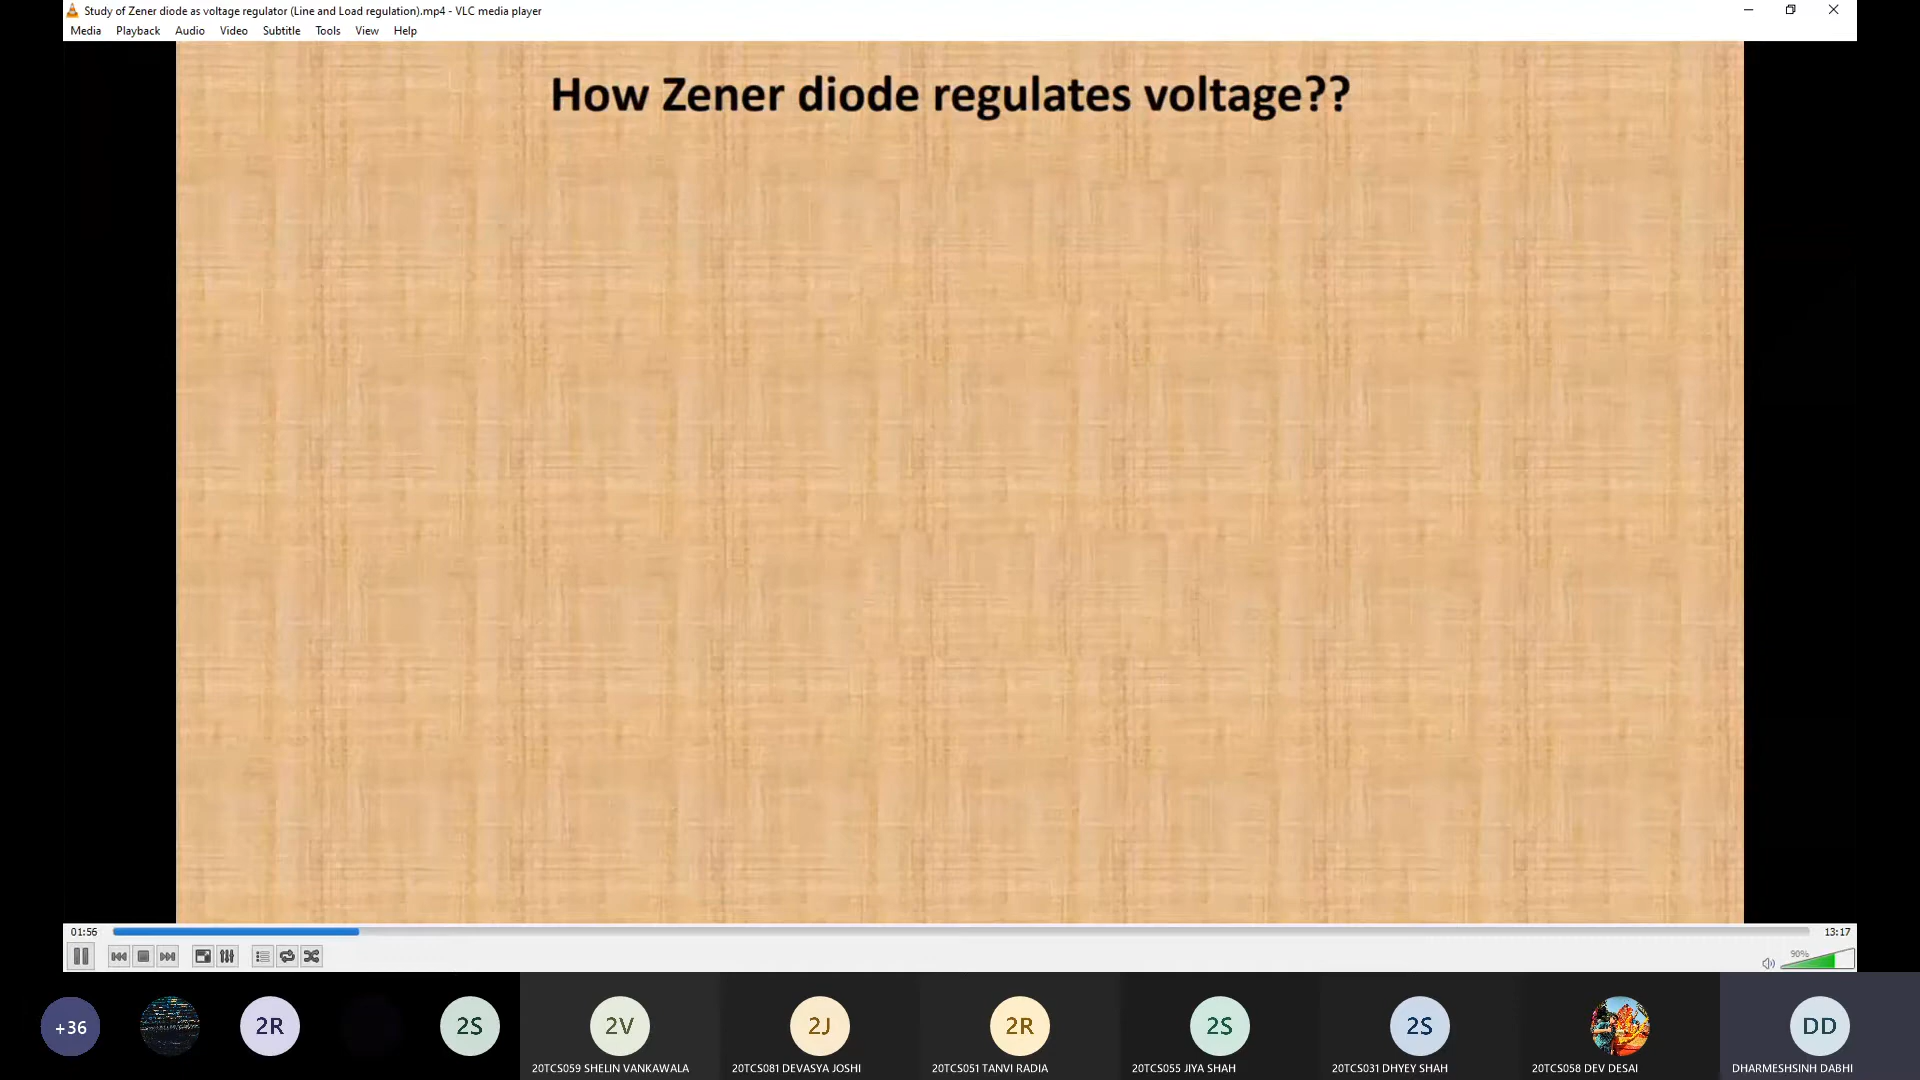 Study of Zener diode as voltage regulator (Line and Load regulation).mp4 - VLC media player
Media Playback Audio Video Subtitle Tools View Help
How Zener diode regulates voltage??
01:56
13:17
90%
+36
2R
2S
2V
2J
2R
2S
2S
DD
20TCS059 SHELIN VANKAWALA
20TCS081 DEVASYA JOSHI
20TCS051 TANVI RADIA
20TCS055 JIYA SHAH
20TCS031 DHYEY SHAH
20TCS058 DEV DESAI
DHARMESHSINH DABHI